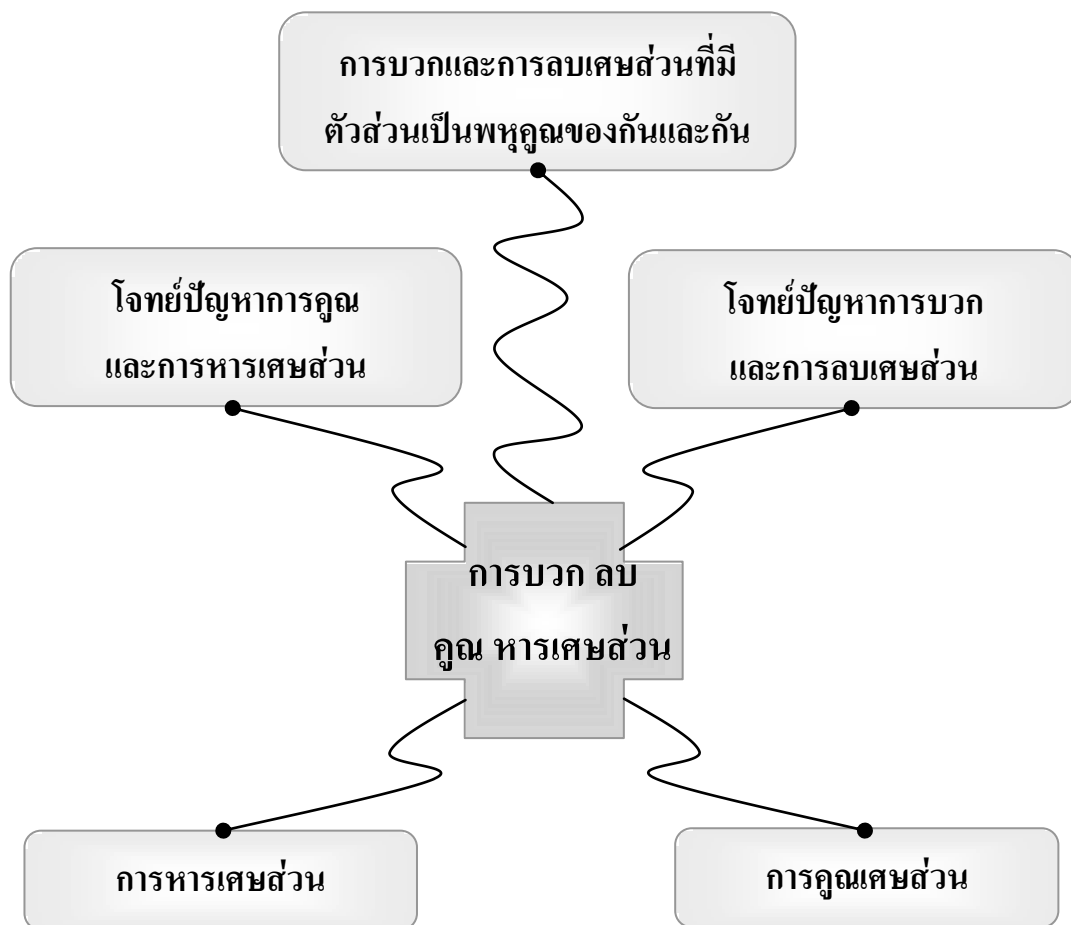 การบวกและการลบเศษส่วนที่มี
ตัวส่วนเป็นพหุคูณของกันและกัน
โจทย์ปัญหาการคูณ
และการหารเศษส่วน
โจทย์ปัญหาการบวก
และการลบเศษส่วน
การบวก ลบ
คูณ หารเศษส่วน
การหารเศษส่วน
การคูณเศษส่วน